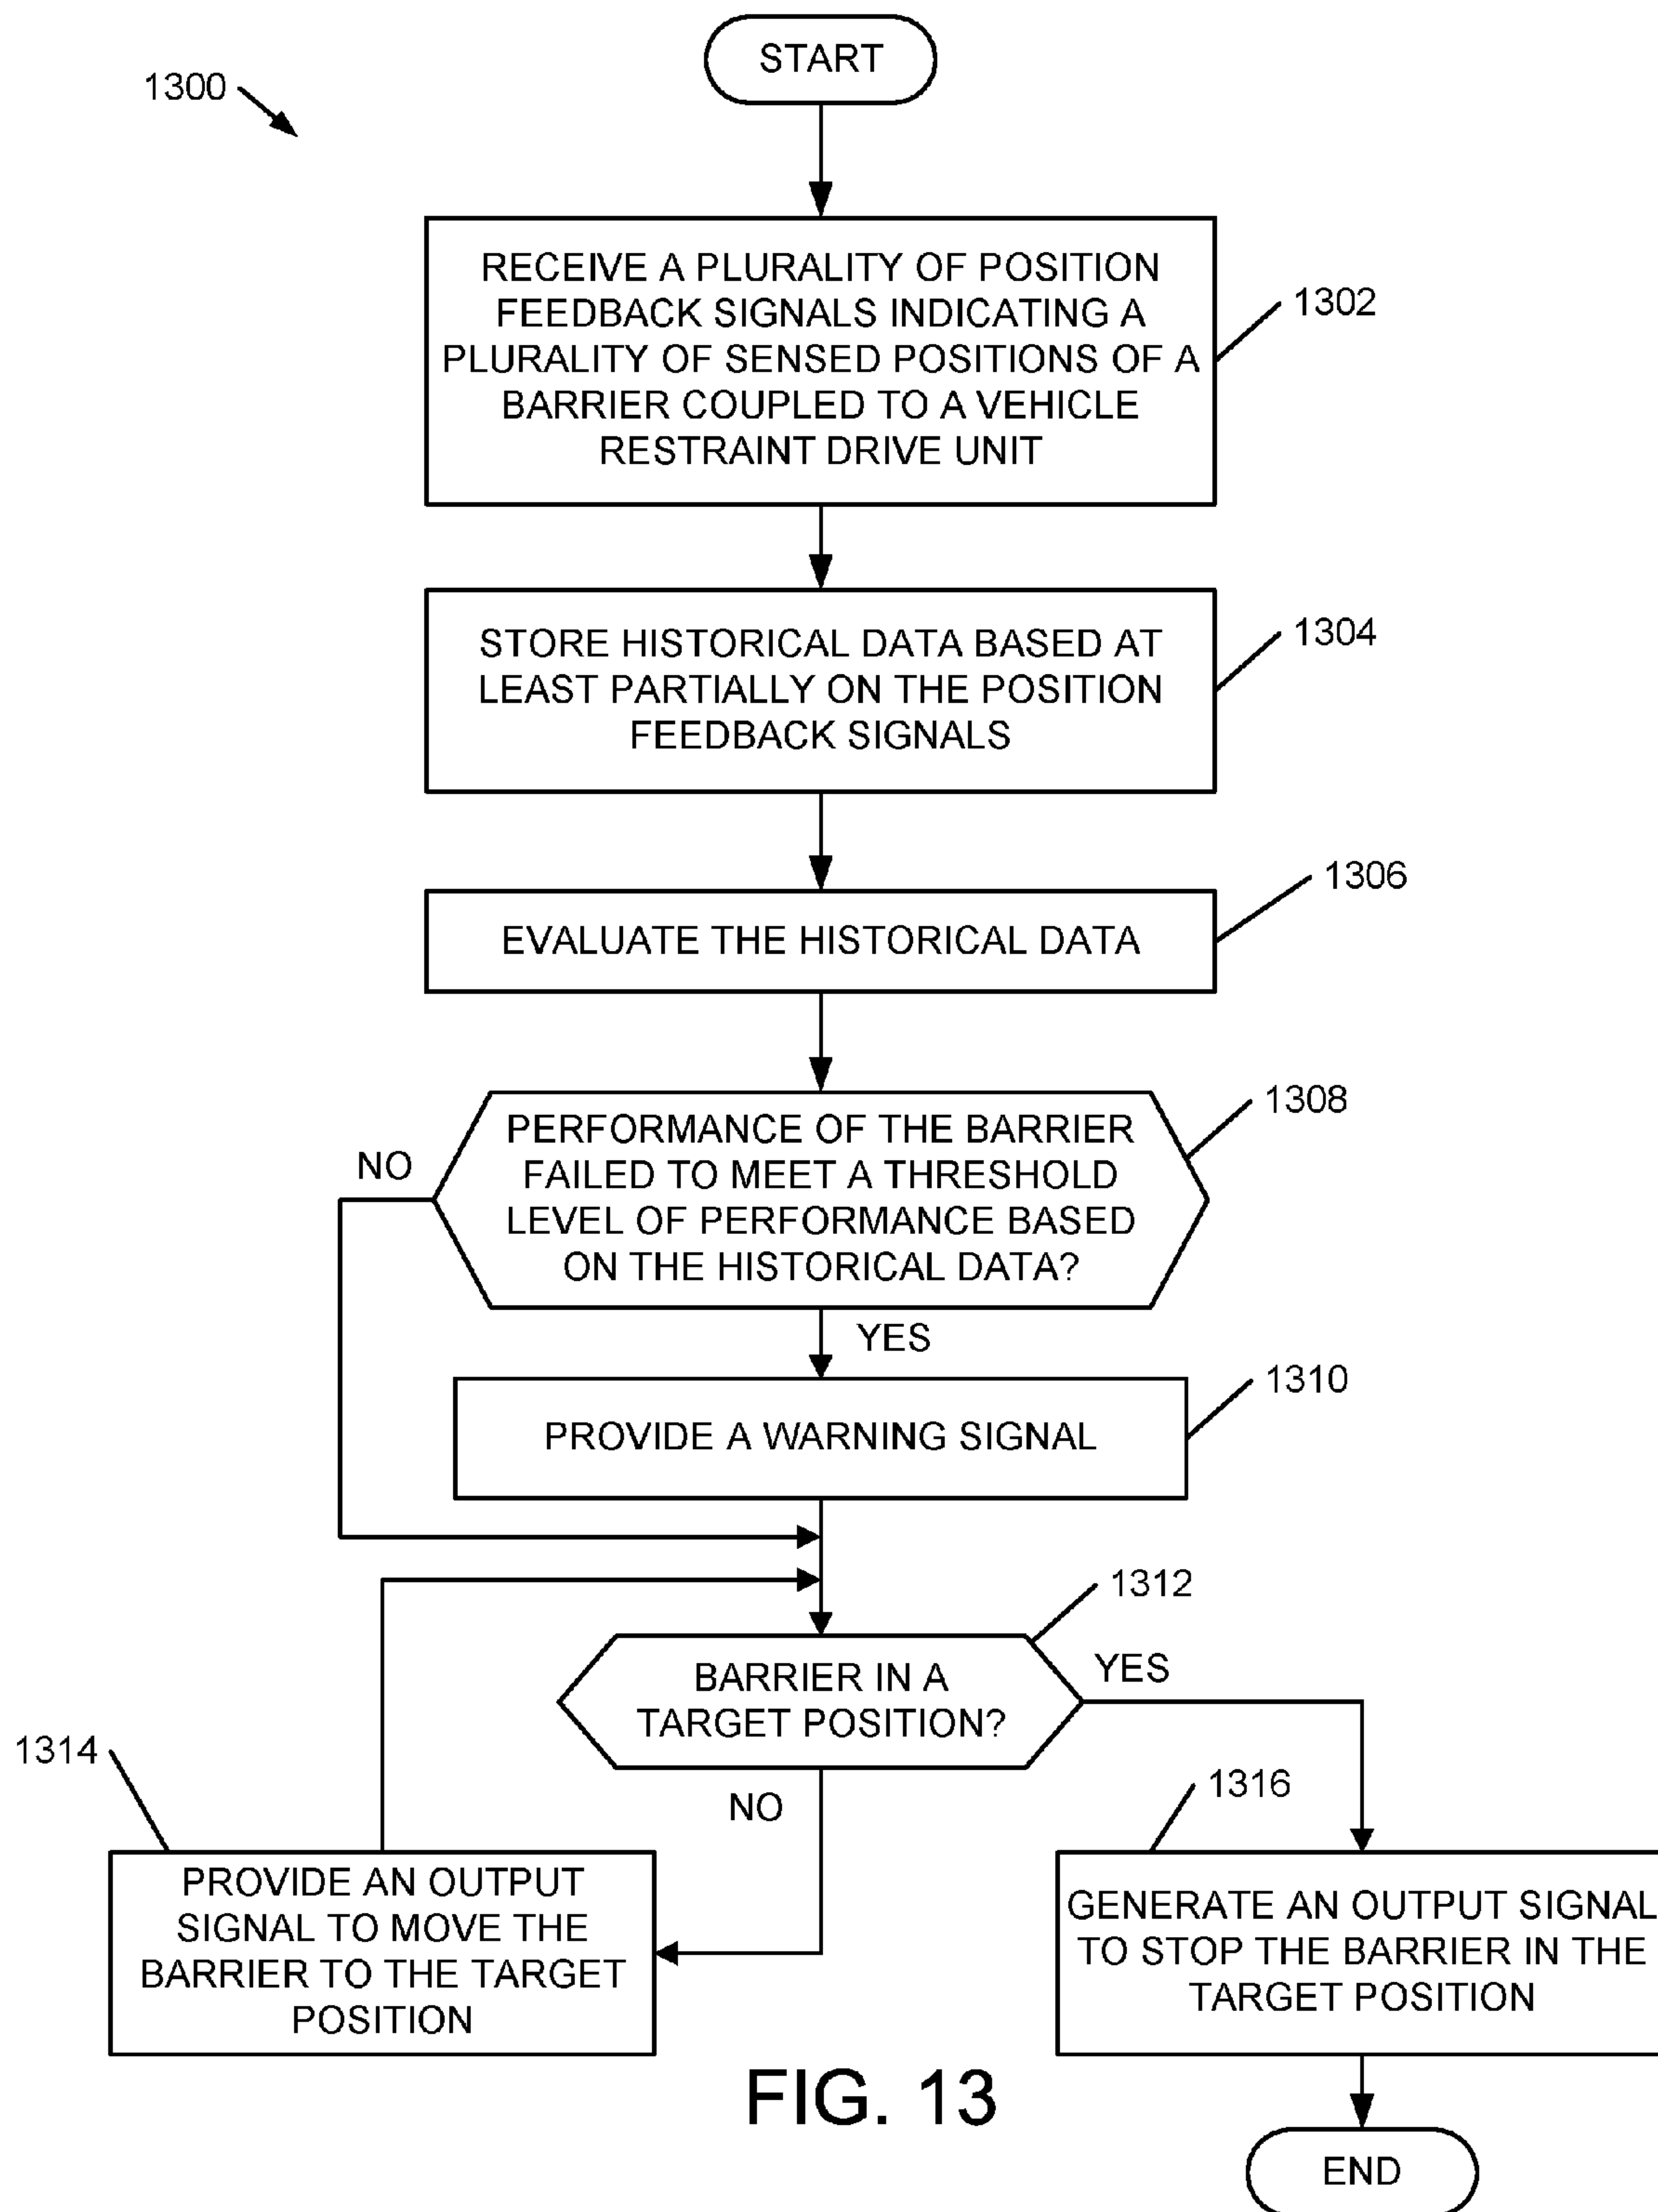 START
1300
RECEIVE A PLURALITY OF POSITION
FEEDBACK SIGNALS INDICATING A
PLURALITY OF SENSED POSITIONS OF A
BARRIER COUPLED TO A VEHICLE
RESTRAINT DRIVE UNIT
1302
STORE HISTORICAL DATA BASED AT
LEAST PARTIALLY ON THE POSITION
FEEDBACK SIGNALS
1304
EVALUATE THE HISTORICAL DATA
1306
PERFORMANCE OF THE BARRIER
FAILED TO MEET A THRESHOLD
LEVEL OF PERFORMANCE BASED
ON THE HISTORICAL DATA?
1308
NO
YES
PROVIDE A WARNING SIGNAL
1310
BARRIER IN A
TARGET POSITION?
1312
YES
NO
1314
PROVIDE AN OUTPUT
SIGNAL TO MOVE THE
BARRIER TO THE TARGET
POSITION
1316
GENERATE AN OUTPUT SIGNAL
TO STOP THE BARRIER IN THE
TARGET POSITION
FIG. 13
END